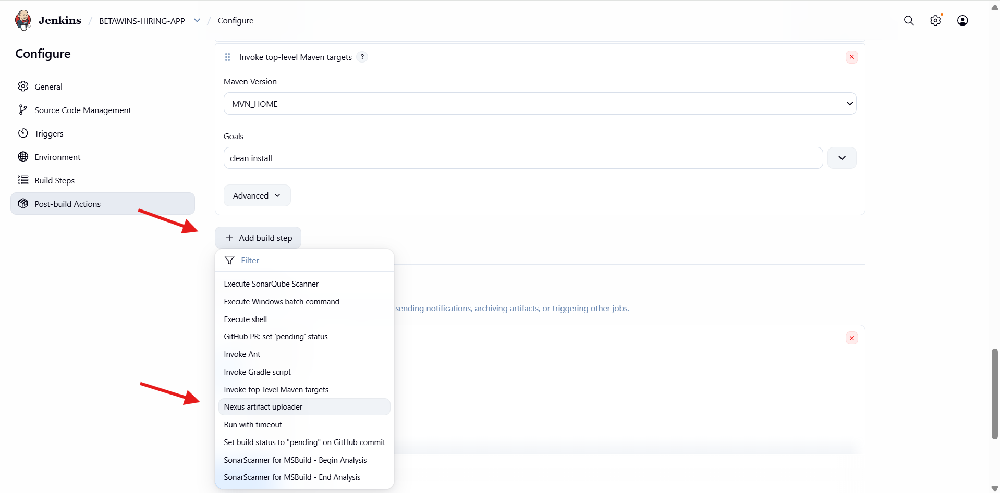 Jenkins / BETAWINS-HIRING-APP / Configure
Configure
General
Source Code Management
Triggers
Environment
Build Steps
Post-build Actions
Invoke top-level Maven targets ?
Maven Version
MVN_HOME
Goals
clean install
Advanced
+ Add build step
Filter
Execute SonarQube Scanner
Execute Windows batch command
Execute shell
GitHub PR: set 'pending' status
Invoke Ant
Invoke Gradle script
Invoke top-level Maven targets
Nexus artifact uploader
Run with timeout
Set build status to "pending" on GitHub commit
SonarScanner for MSBuild - Begin Analysis
SonarScanner for MSBuild - End Analysis
sending notifications, archiving artifacts, or triggering other jobs.